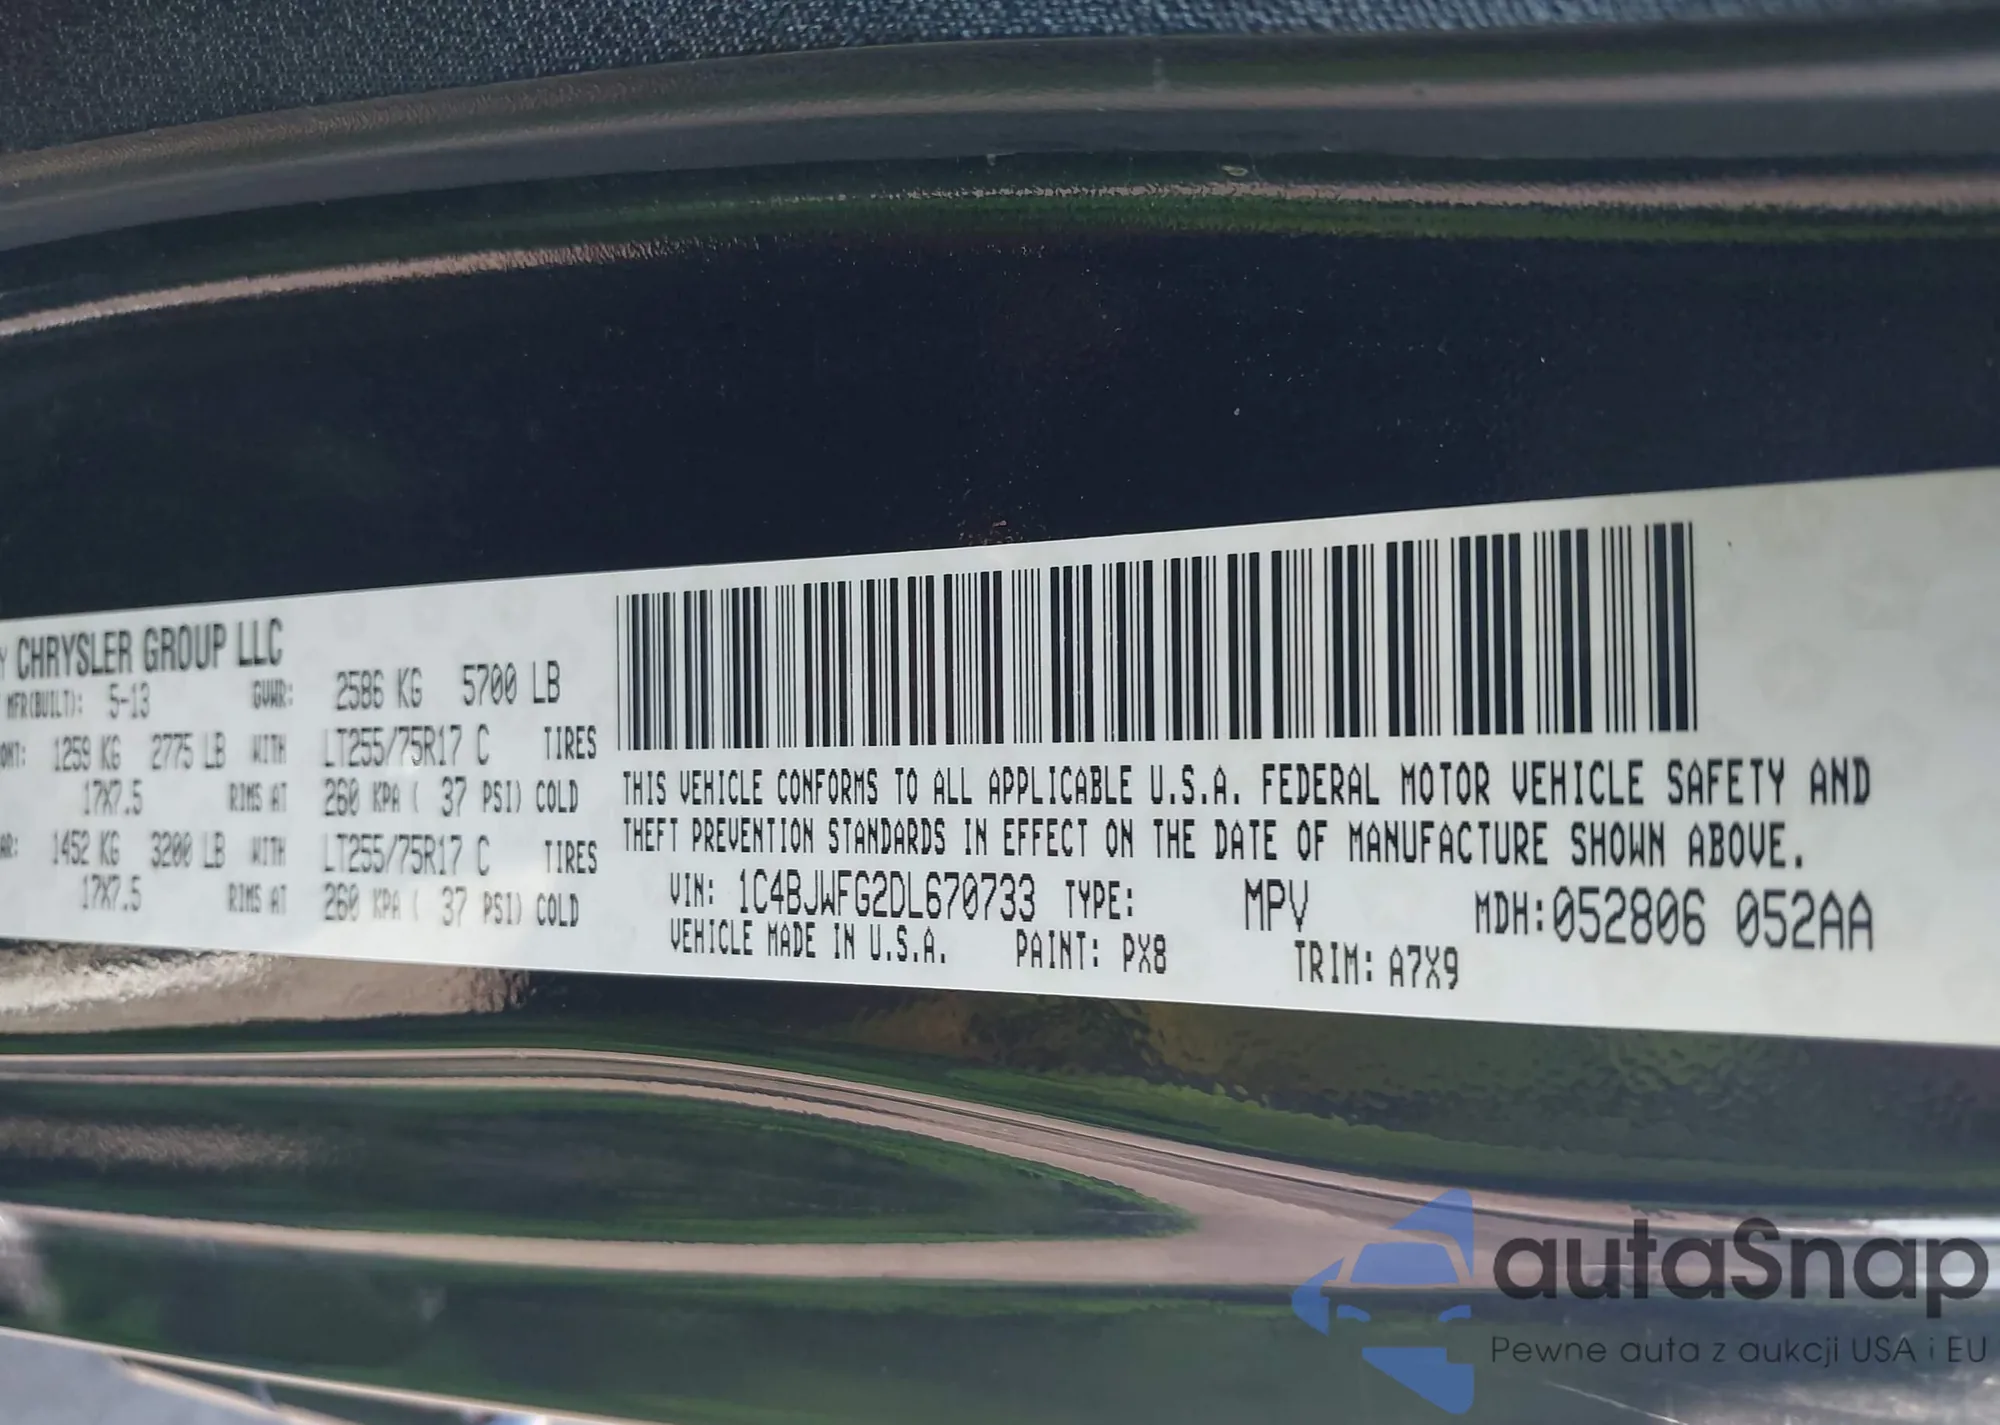 Y CHRYSLER GROUP LLC
MFR(BUILT): 5-13 GVWR: 2586 KG 5700 LB
ONT: 1259 KG 2775 LB WITH LT255/75R17 C TIRES
17X7.5 RIMS AT 260 KPA ( 37 PSI) COLD
AR: 1452 KG 3200 LB WITH LT255/75R17 C TIRES
17X7.5 RIMS AT 260 KPA ( 37 PSI) COLD
THIS VEHICLE CONFORMS TO ALL APPLICABLE U.S.A. FEDERAL MOTOR VEHICLE SAFETY AND
THEFT PREVENTION STANDARDS IN EFFECT ON THE DATE OF MANUFACTURE SHOWN ABOVE.
VIN: 1C4BJWFG2DL670733 TYPE: MPV MDH:052806 052AA
VEHICLE MADE IN U.S.A. PAINT: PX8 TRIM: A7X9
autaSnap
Pewne auta z aukcji USA i EU